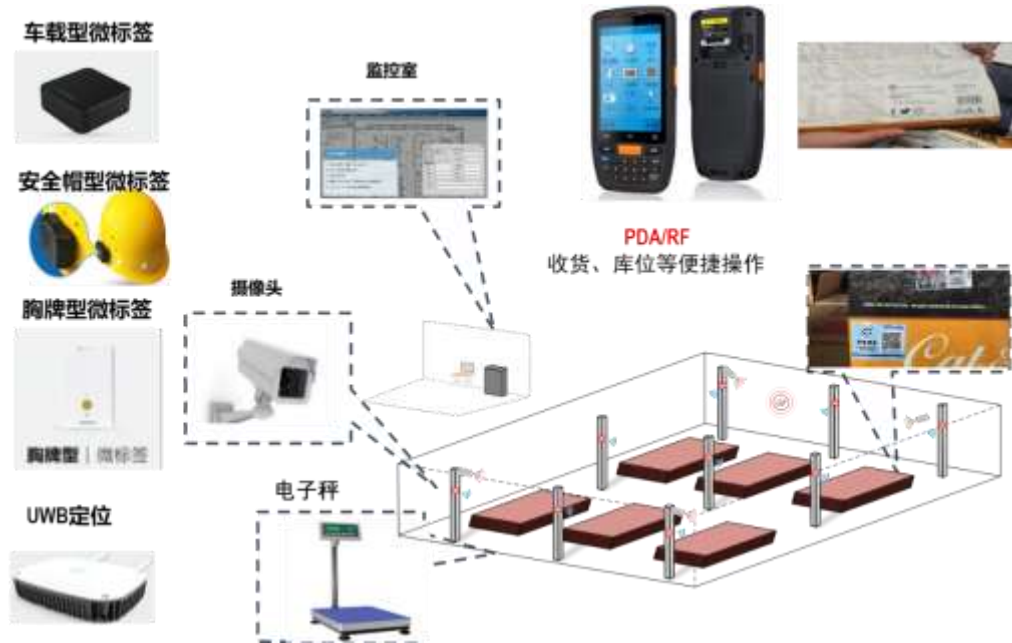 车载型微标签
监控室
安全帽型微标签
PDA/RF
收货、库位等便捷操作
胸牌型微标签
摄像头
胸牌型 | 微标签
电子秤
UWB定位
Café